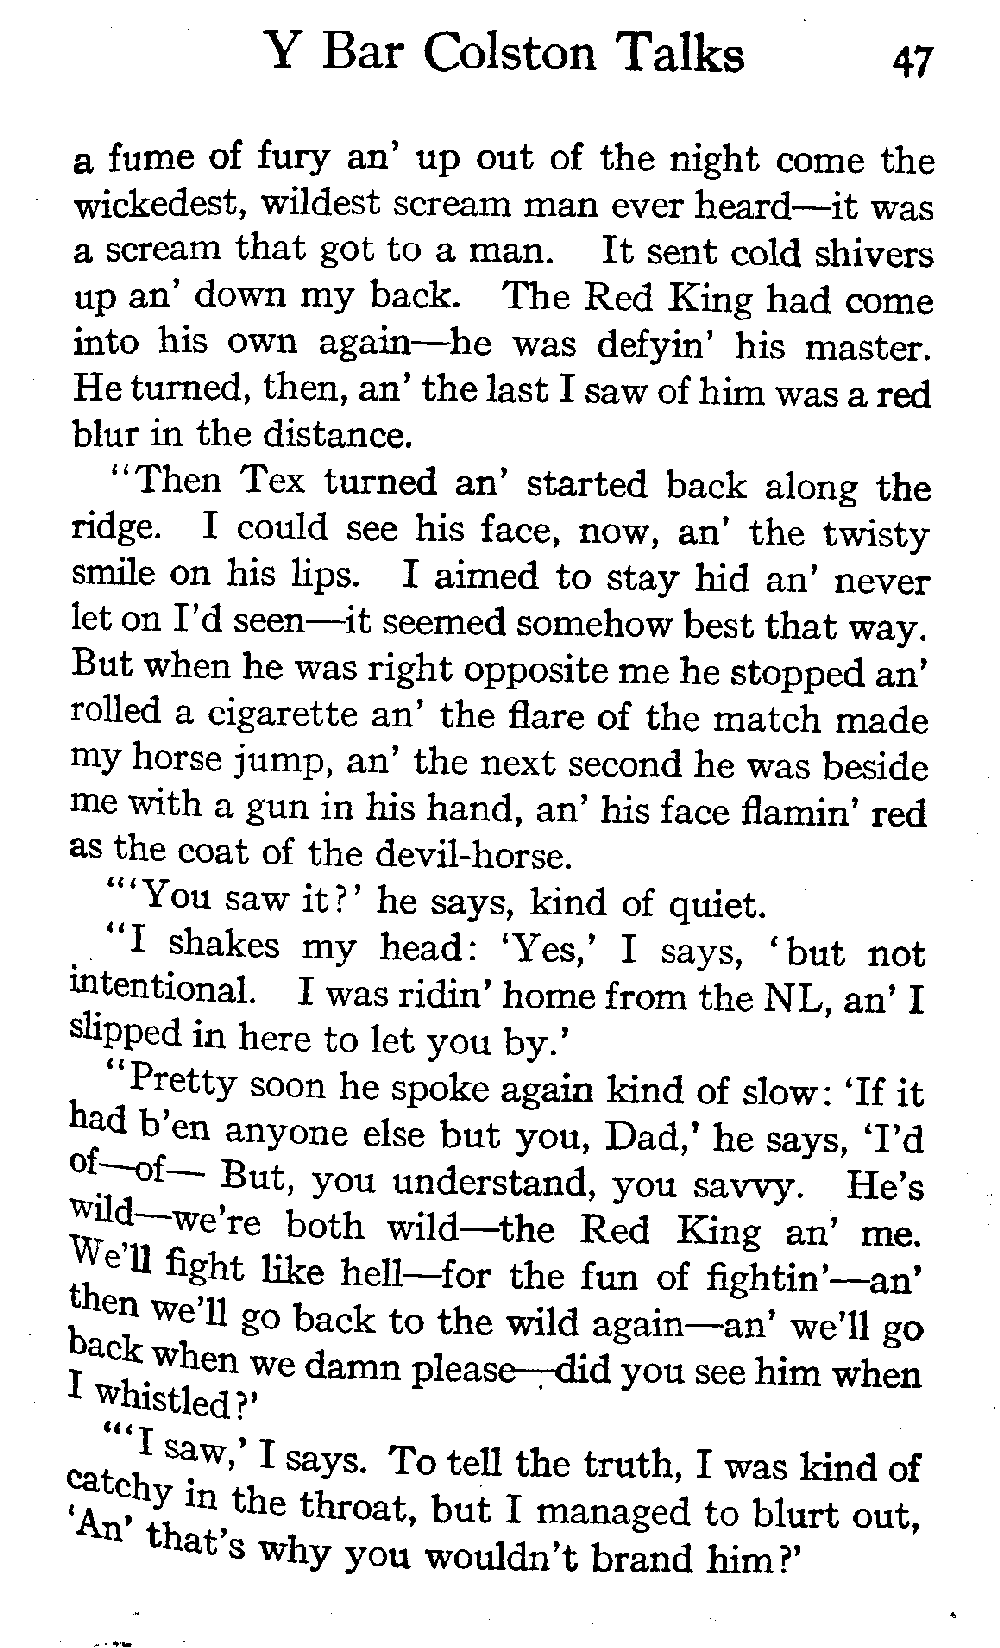 Y Bar Colston Talks 47
a fume of fury an' up out of the night come the
wickedest, wildest scream man ever heard—it was
a scream that got to a man. It sent cold shivers
up an' down my back. The Red King had come
into his own again—he was defyin' his master.
He turned, then, an' the last I saw of him was a red
blur in the distance.
"Then Tex turned an' started back along the
ridge. I could see his face, now, an' the twisty
smile on his lips. I aimed to stay hid an' never
let on I'd seen—it seemed somehow best that way.
But when he was right opposite me he stopped an'
rolled a cigarette an' the flare of the match made
my horse jump, an' the next second he was beside
me with a gun in his hand, an' his face flamin' red
as the coat of the devil-horse.
"'You saw it?' he says, kind of quiet.
"I shakes my head: 'Yes,' I says, 'but not
intentional. I was ridin' home from the NL, an' I
slipped in here to let you by.'
"Pretty soon he spoke again kind of slow: 'If it
had b'en anyone else but you, Dad,' he says, 'I'd
of—of— But, you understand, you savvy. He's
wild—we're both wild—the Red King an' me.
We'll fight like hell—for the fun of fightin'—an'
then we'll go back to the wild again—an' we'll go
back when we damn please—did you see him when
I whistled?'
"'I saw,' I says. To tell the truth, I was kind of
catchy in the throat, but I managed to blurt out,
'An' that's why you wouldn't brand him?'